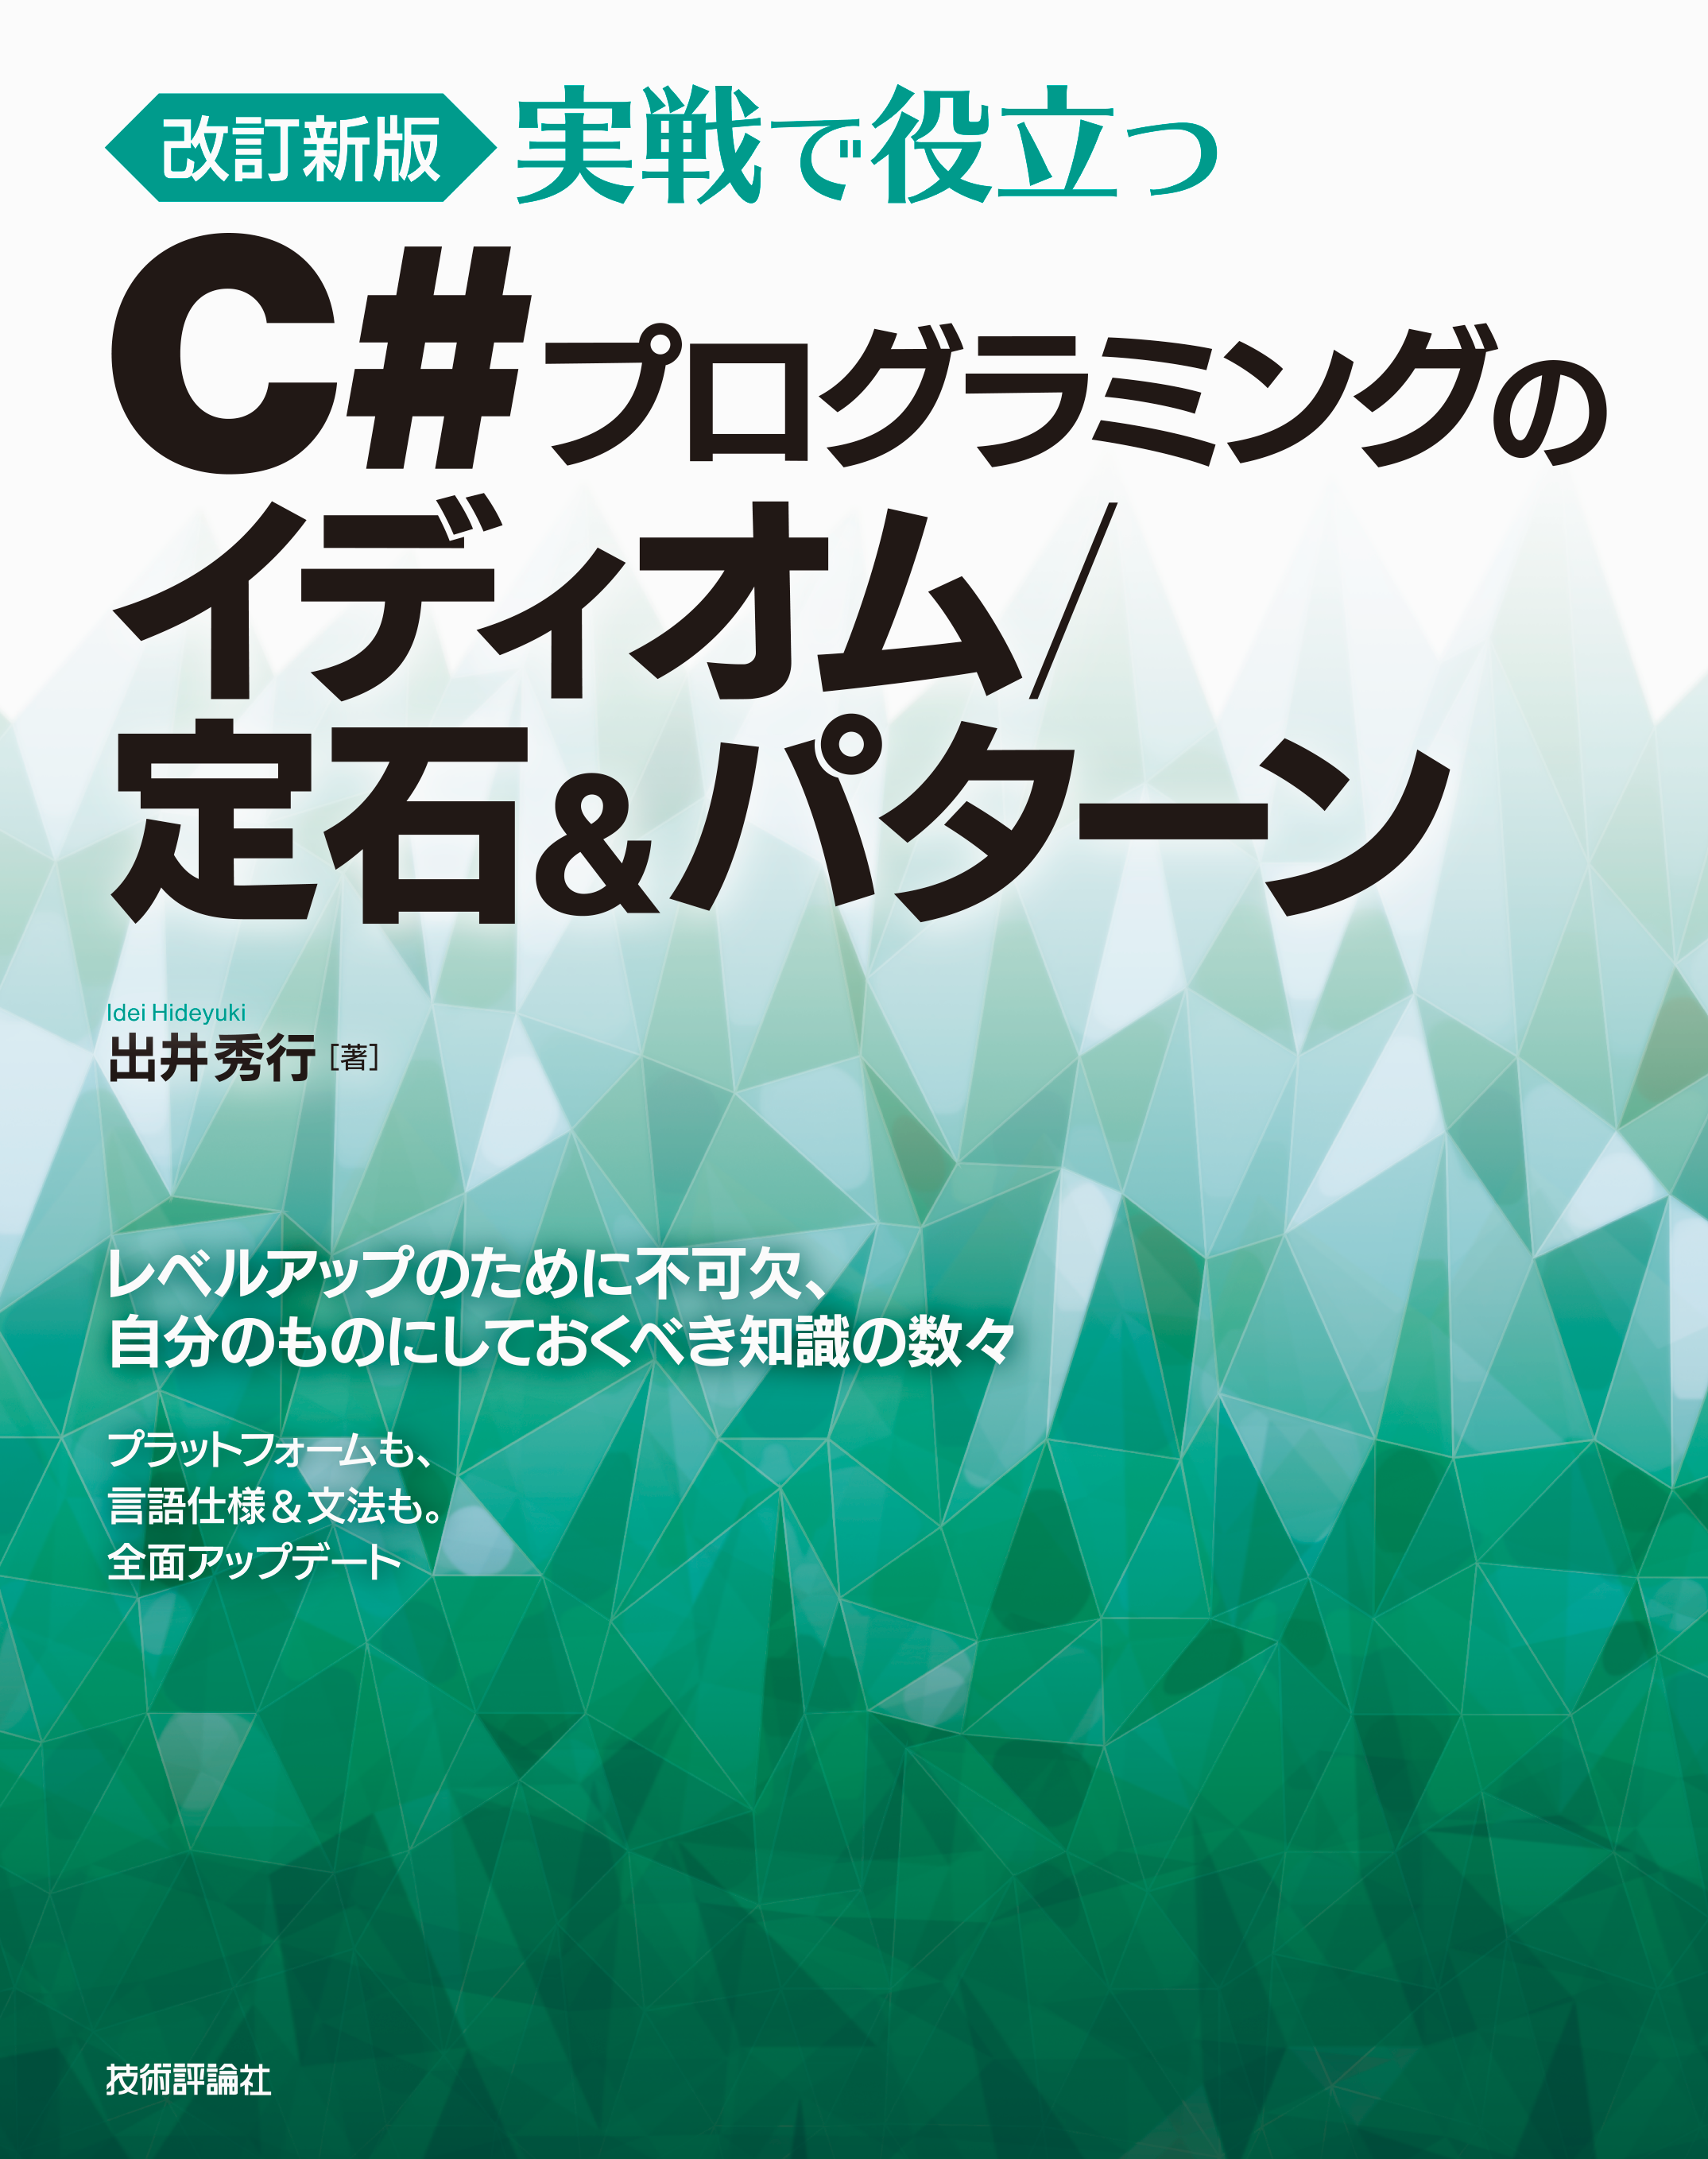 改訂新版 実戦で役立つ
C#プログラミングの
イディオム/
定石&パターン
Idei Hideyuki
出井秀行[著]
レベルアップのために不可欠、
自分のものにしておくべき知識の数々
プラットフォームも、
言語仕様&文法も。
全面アップデート
技術評論社